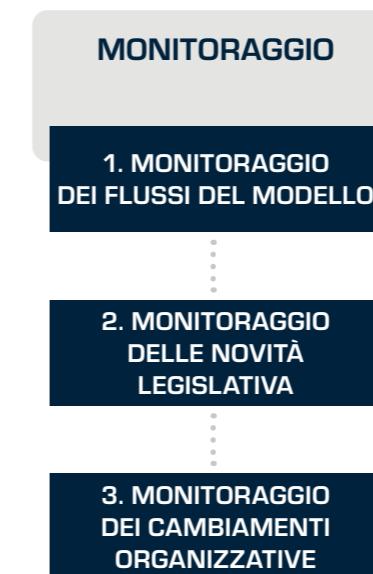 MONITORAGGIO
1. MONITORAGGIO
DEI FLUSSI DEL MODELLO
2. MONITORAGGIO
DELLE NOVITÀ
LEGISLATIVA
3. MONITORAGGIO
DEI CAMBIAMENTI
ORGANIZZATIVE